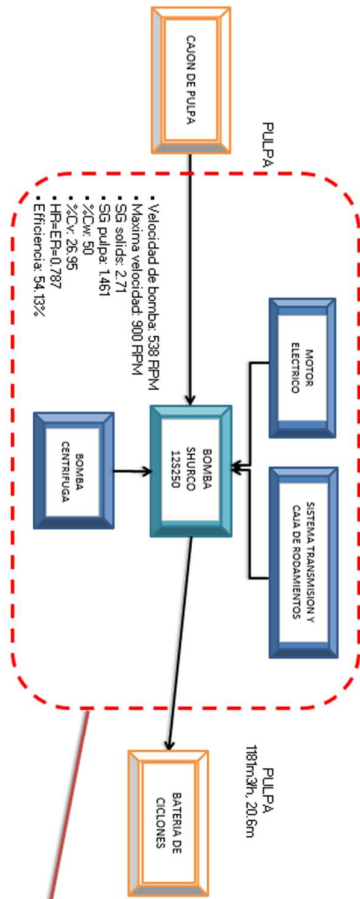 CAJON DE PULPA
PULPA
• Velocidad de bomba: 538 RPM
• Maxima velocidad: 900 RPM
• SG solids: 2.71
• SG pulpa: 1.461
• %Cw: 50
• %Cv: 26.95
• HR=ER=0.787
• Efficiencia: 54.13%
MOTOR
ELECTRICO
SISTEMA TRANSMISION Y
CAJA DE RODAMIENTOS
BOMBA
SHURCO
12S250
BOMBA
CENTRIFUGA
PULPA
1181m3/h, 20.6m
BATERIA DE
CICLONES